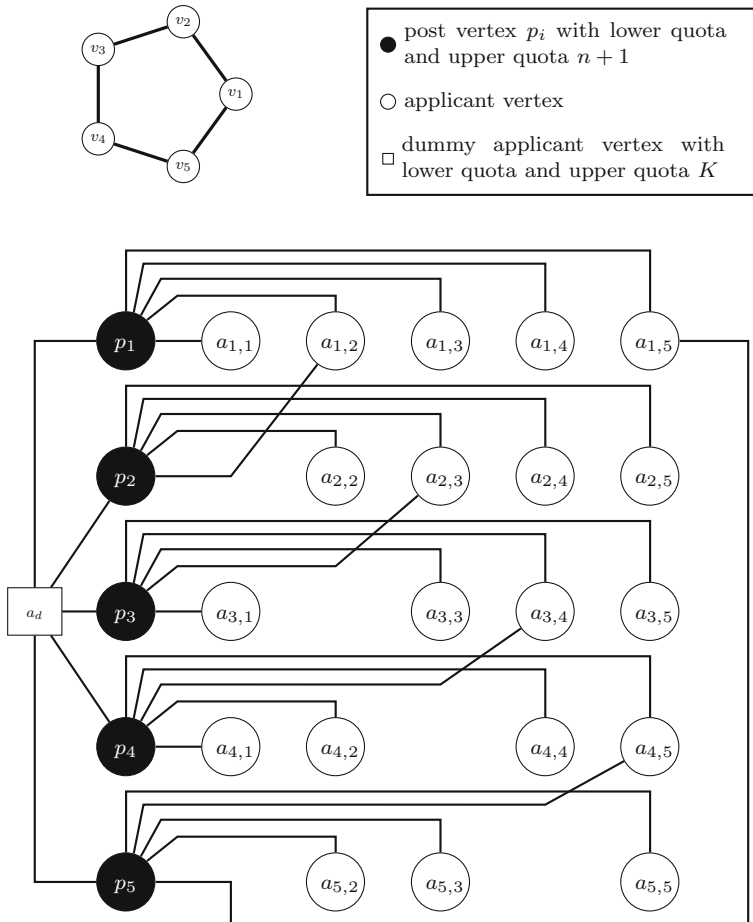 v₂
v₃
v₁
v₄
v₅
post vertex pᵢ with lower quota
and upper quota n + 1
applicant vertex
dummy applicant vertex with
lower quota and upper quota K
p₁ a₁,₁ a₁,₂ a₁,₃ a₁,₄ a₁,₅
p₂ a₂,₂ a₂,₃ a₂,₄ a₂,₅
a_d p₃ a₃,₁ a₃,₃ a₃,₄ a₃,₅
p₄ a₄,₁ a₄,₂ a₄,₄ a₄,₅
p₅ a₅,₂ a₅,₃ a₅,₅